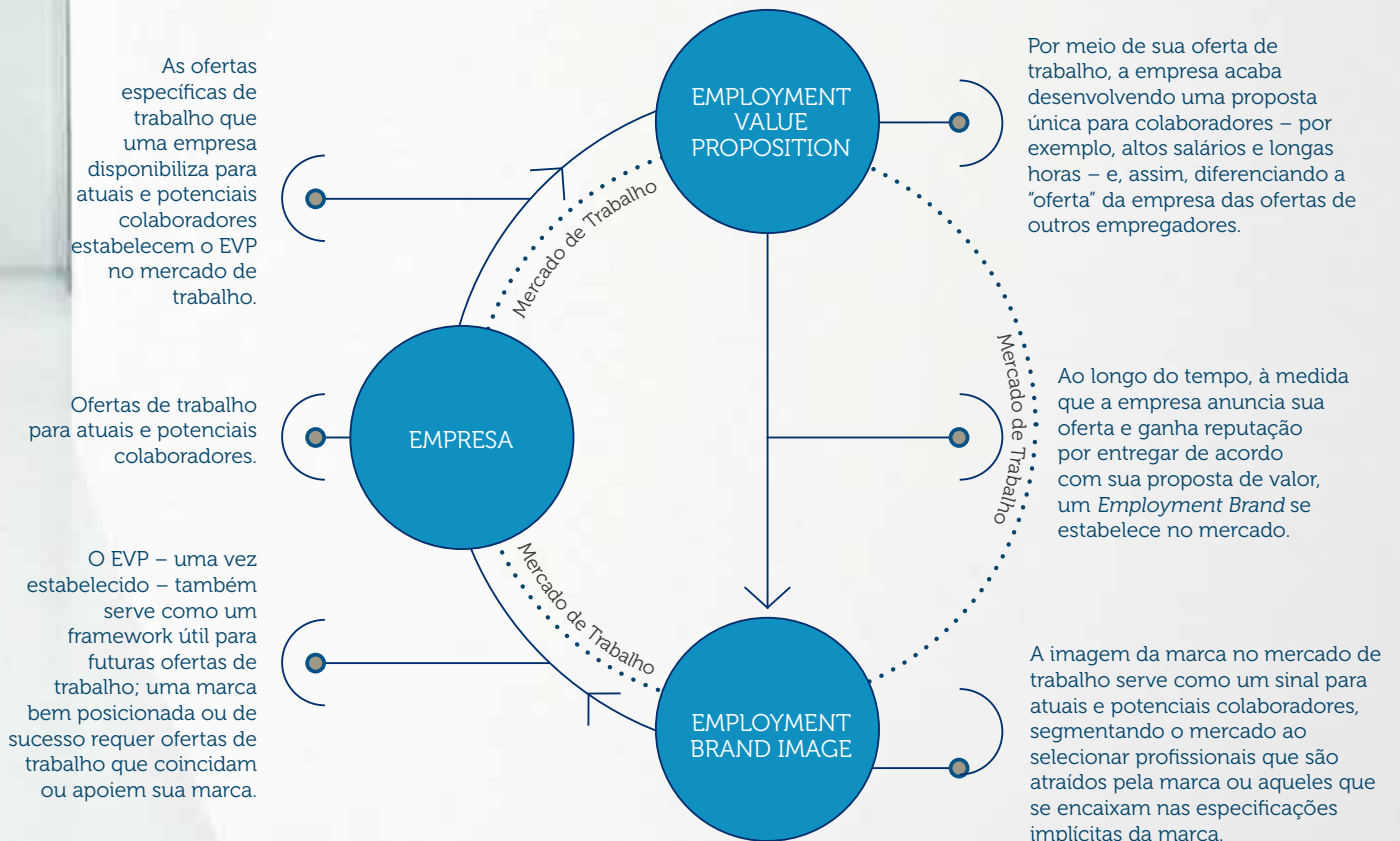 As ofertas
específicas de
trabalho que
uma empresa
disponibiliza para
atuais e potenciais
colaboradores
estabelecem o EVP
no mercado de
trabalho.
EMPLOYMENT
VALUE
PROPOSITION
Por meio de sua oferta de
trabalho, a empresa acaba
desenvolvendo uma proposta
única para colaboradores – por
exemplo, altos salários e longas
horas – e, assim, diferenciando a
“oferta” da empresa das ofertas de
outros empregadores.
Mercado de Trabalho
Ofertas de trabalho
para atuais e potenciais
colaboradores.
EMPRESA
Mercado de Trabalho
Ao longo do tempo, à medida
que a empresa anuncia sua
oferta e ganha reputação
por entregar de acordo
com sua proposta de valor,
um Employment Brand se
estabelece no mercado.
O EVP – uma vez
estabelecido – também
serve como um
framework útil para
futuras ofertas de
trabalho; uma marca
bem posicionada ou de
sucesso requer ofertas de
trabalho que coincidam
ou apoiem sua marca.
Mercado de Trabalho
EMPLOYMENT
BRAND IMAGE
A imagem da marca no mercado de
trabalho serve como um sinal para
atuais e potenciais colaboradores,
segmentando o mercado ao
selecionar profissionais que são
atraídos pela marca ou aqueles que
se encaixam nas especificações
implícitas da marca.